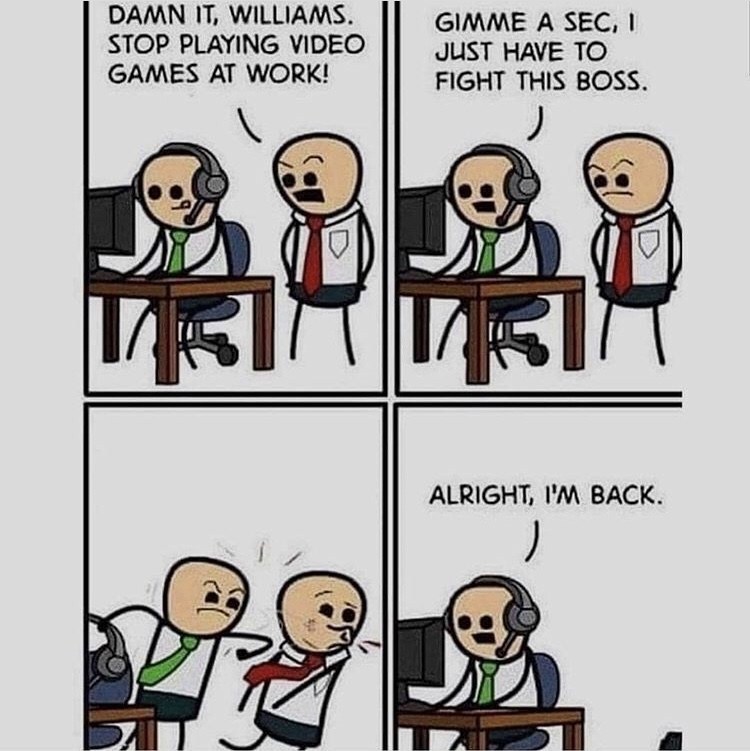 DAMN IT, WILLIAMS.
STOP PLAYING VIDEO
GAMES AT WORK!
GIMME A SEC, I
JUST HAVE TO
FIGHT THIS BOSS.
ALRIGHT, I'M BACK.